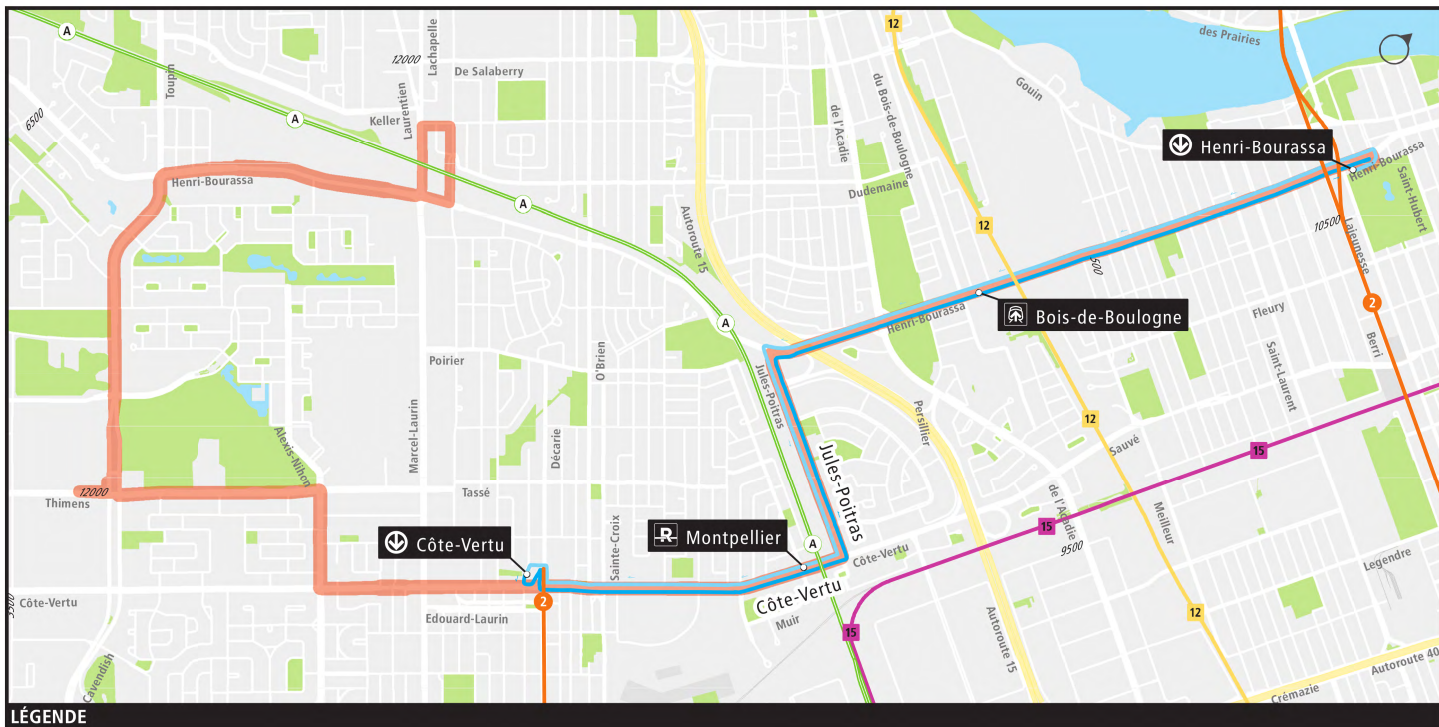 A
12
des Prairies
Toupin
12000
Lachapelle
De Salaberry
Gouin
6500
Keller
Laurentien
A
de l'Acadie
du Bois-de-Boulogne
Henri-Bourassa
Henri-Bourassa
Saint-Hubert
Henri-Bourassa
Dudemaine
A
Autoroute 15
12
10500
Lajeunesse
500
2
Bois-de-Boulogne
Henri-Bourassa
A
Fleury
Berri
Saint-Laurent
Poirier
O'Brien
Jules-Poitras
Persillier
12
15
Sauvé
Alexis-Nihon
Marcel-Laurin
Décarie
Jules-Poitras
Thimens
12000
Tassé
de l'Acadie
15
Meilleur
9500
Côte-Vertu
Sainte-Croix
Montpellier
A
Côte-Vertu
Legendre
Côte-Vertu
2
Côte-Vertu
Edouard-Laurin
Muir
15
12
Autoroute 15
Cavendish
Autoroute 40
Crémazie
LÉGENDE